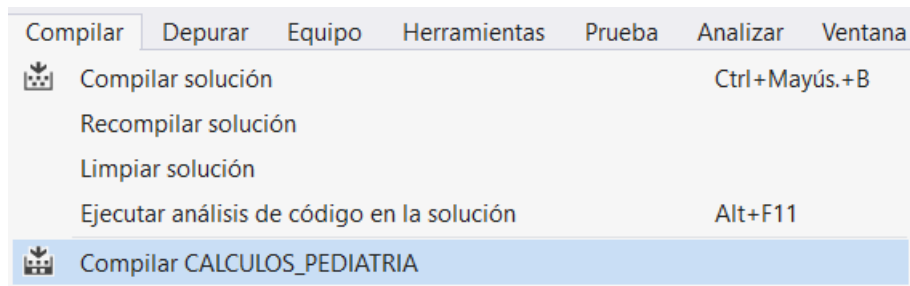 Compilar Depurar Equipo Herramientas Prueba Analizar Ventana
Compilar solución Ctrl+Mayús.+B
Recompilar solución
Limpiar solución
Ejecutar análisis de código en la solución Alt+F11
Compilar CALCULOS_PEDIATRIA